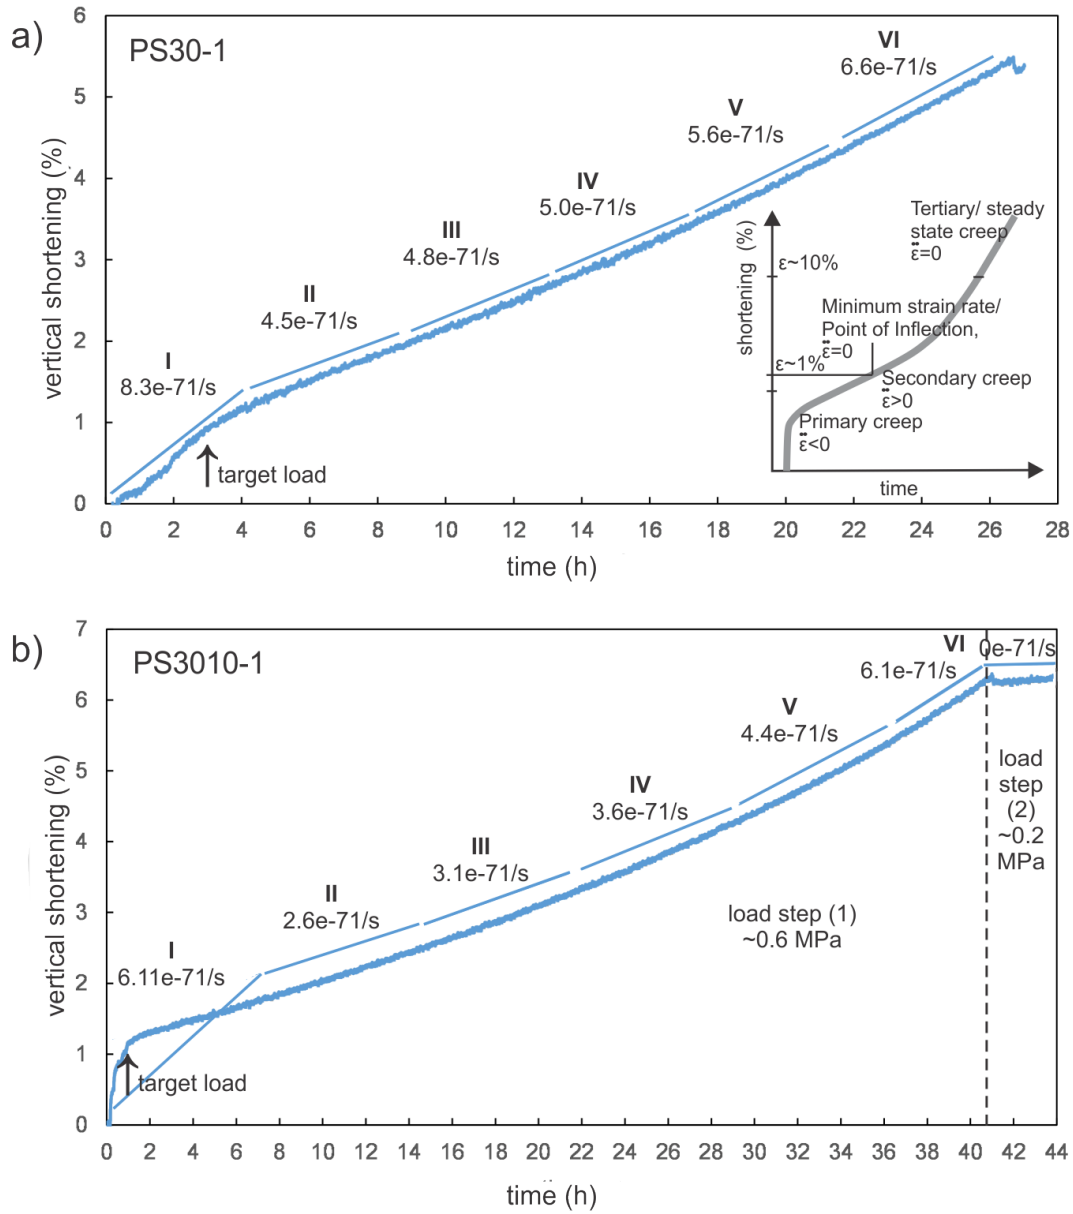 a)
PS30-1
vertical shortening (%)
6
5
4
3
2
1
0
I
8.3e-71/s
II
4.5e-71/s
III
4.8e-71/s
IV
5.0e-71/s
V
5.6e-71/s
VI
6.6e-71/s
target load
shortening (%)
Tertiary/ steady
state creep
ε̈=0
ε~10%
Minimum strain rate/
Point of Inflection,
ε̈=0
ε~1%
Secondary creep
ε̈>0
Primary creep
ε̈<0
time
0 2 4 6 8 10 12 14 16 18 20 22 24 26 28
time (h)
b)
PS3010-1
vertical shortening (%)
7
6
5
4
3
2
1
0
I
6.11e-71/s
II
2.6e-71/s
III
3.1e-71/s
IV
3.6e-71/s
V
4.4e-71/s
VI
6.1e-71/s
0e-71/s
target load
load step (1)
~0.6 MPa
load
step
(2)
~0.2
MPa
0 2 4 6 8 10 12 14 16 18 20 22 24 26 28 30 32 34 36 38 40 42 44
time (h)